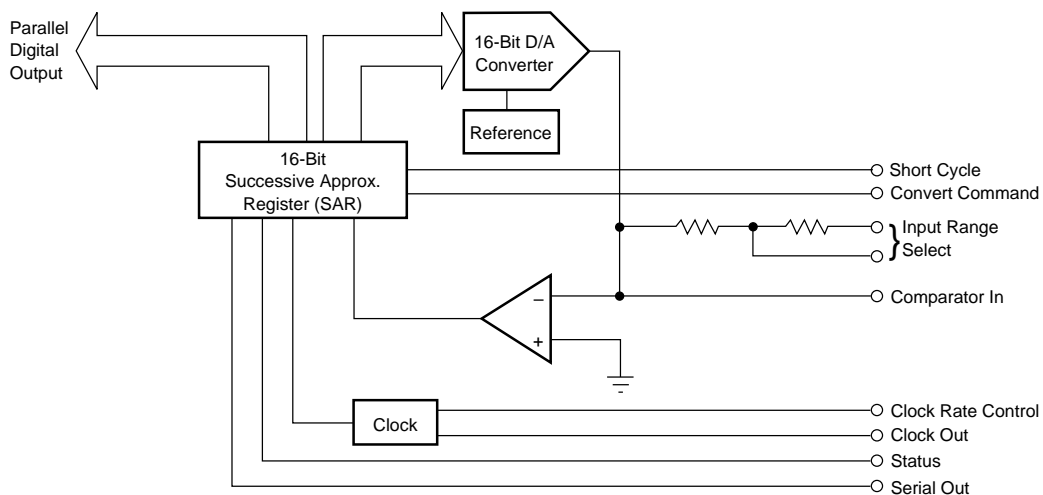 Parallel
Digital
Output
16-Bit D/A
Converter
Reference
16-Bit
Successive Approx.
Register (SAR)
Short Cycle
Convert Command
Input Range
Select
Comparator In
–
+
Clock
Clock Rate Control
Clock Out
Status
Serial Out